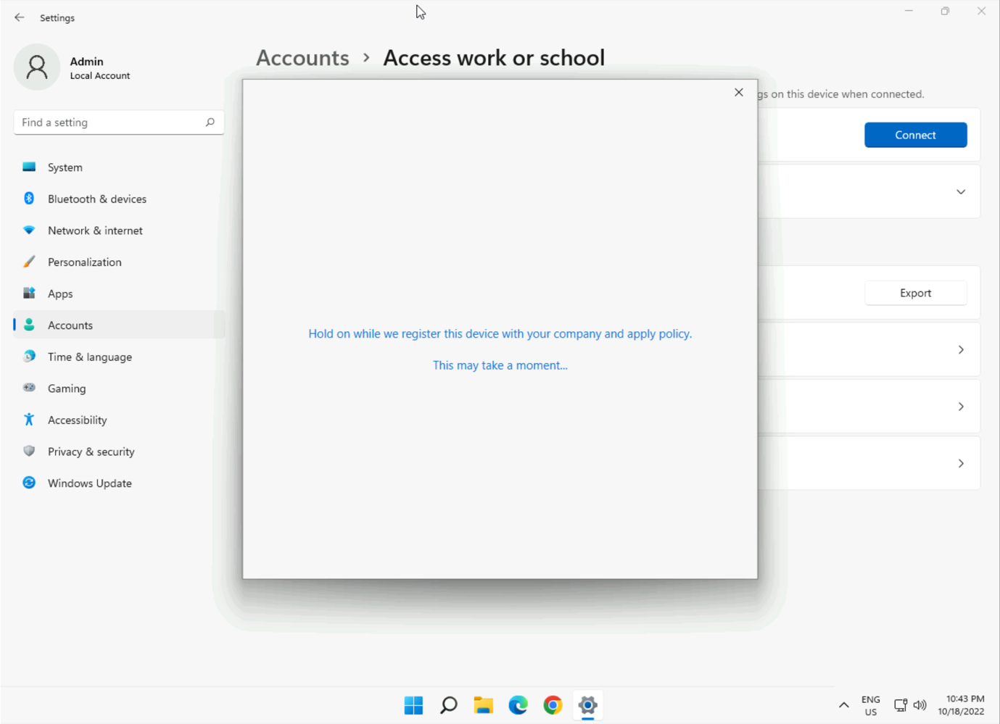 Settings
Admin
Local Account
Accounts > Access work or school
gs on this device when connected.
Find a setting
Connect
System
Bluetooth & devices
Network & internet
Personalization
Apps
Export
Accounts
Hold on while we register this device with your company and apply policy.
Time & language
This may take a moment...
Gaming
Accessibility
Privacy & security
Windows Update
ENG
US
10:43 PM
10/18/2022